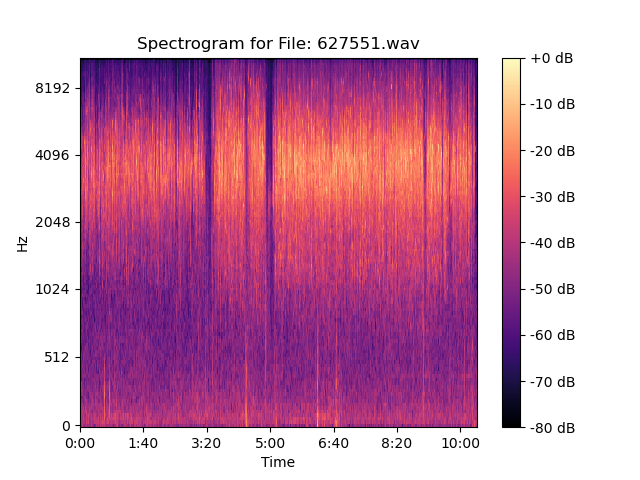 Spectrogram for File: 627551.wav
Hz
8192
4096
2048
1024
512
0
0:00 1:40 3:20 5:00 6:40 8:20 10:00
Time
+0 dB
-10 dB
-20 dB
-30 dB
-40 dB
-50 dB
-60 dB
-70 dB
-80 dB